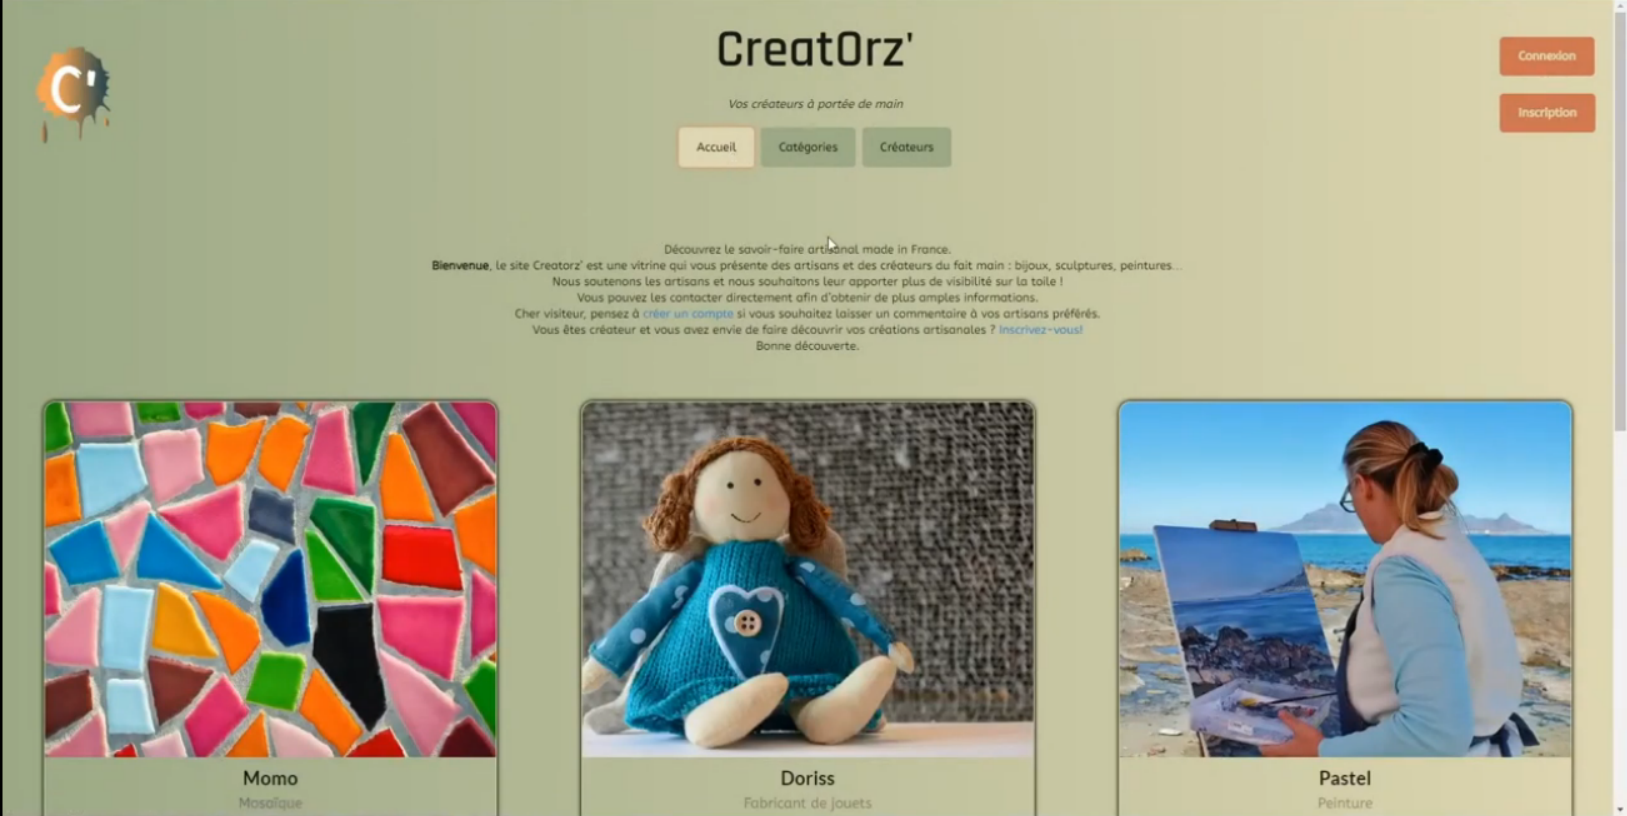 C'
CreatOrz'
Vos créateurs à portée de main
Connexion
Inscription
Accueil
Catégories
Créateurs
Découvrez le savoir-faire artisanal made in France.
Bienvenue, le site Creatorz' est une vitrine qui vous présente des artisans et des créateurs du fait main : bijoux, sculptures, peintures...
Nous soutenons les artisans et nous souhaitons leur apporter plus de visibilité sur la toile !
Vous pouvez les contacter directement afin d'obtenir de plus amples informations.
Cher visiteur, pensez à créer un compte si vous souhaitez laisser un commentaire à vos artisans préférés.
Vous êtes créateur et vous avez envie de faire découvrir vos créations artisanales ? Inscrivez-vous!
Bonne découverte.
Momo
Mosaïque
Doriss
Fabricant de jouets
Pastel
Peinture